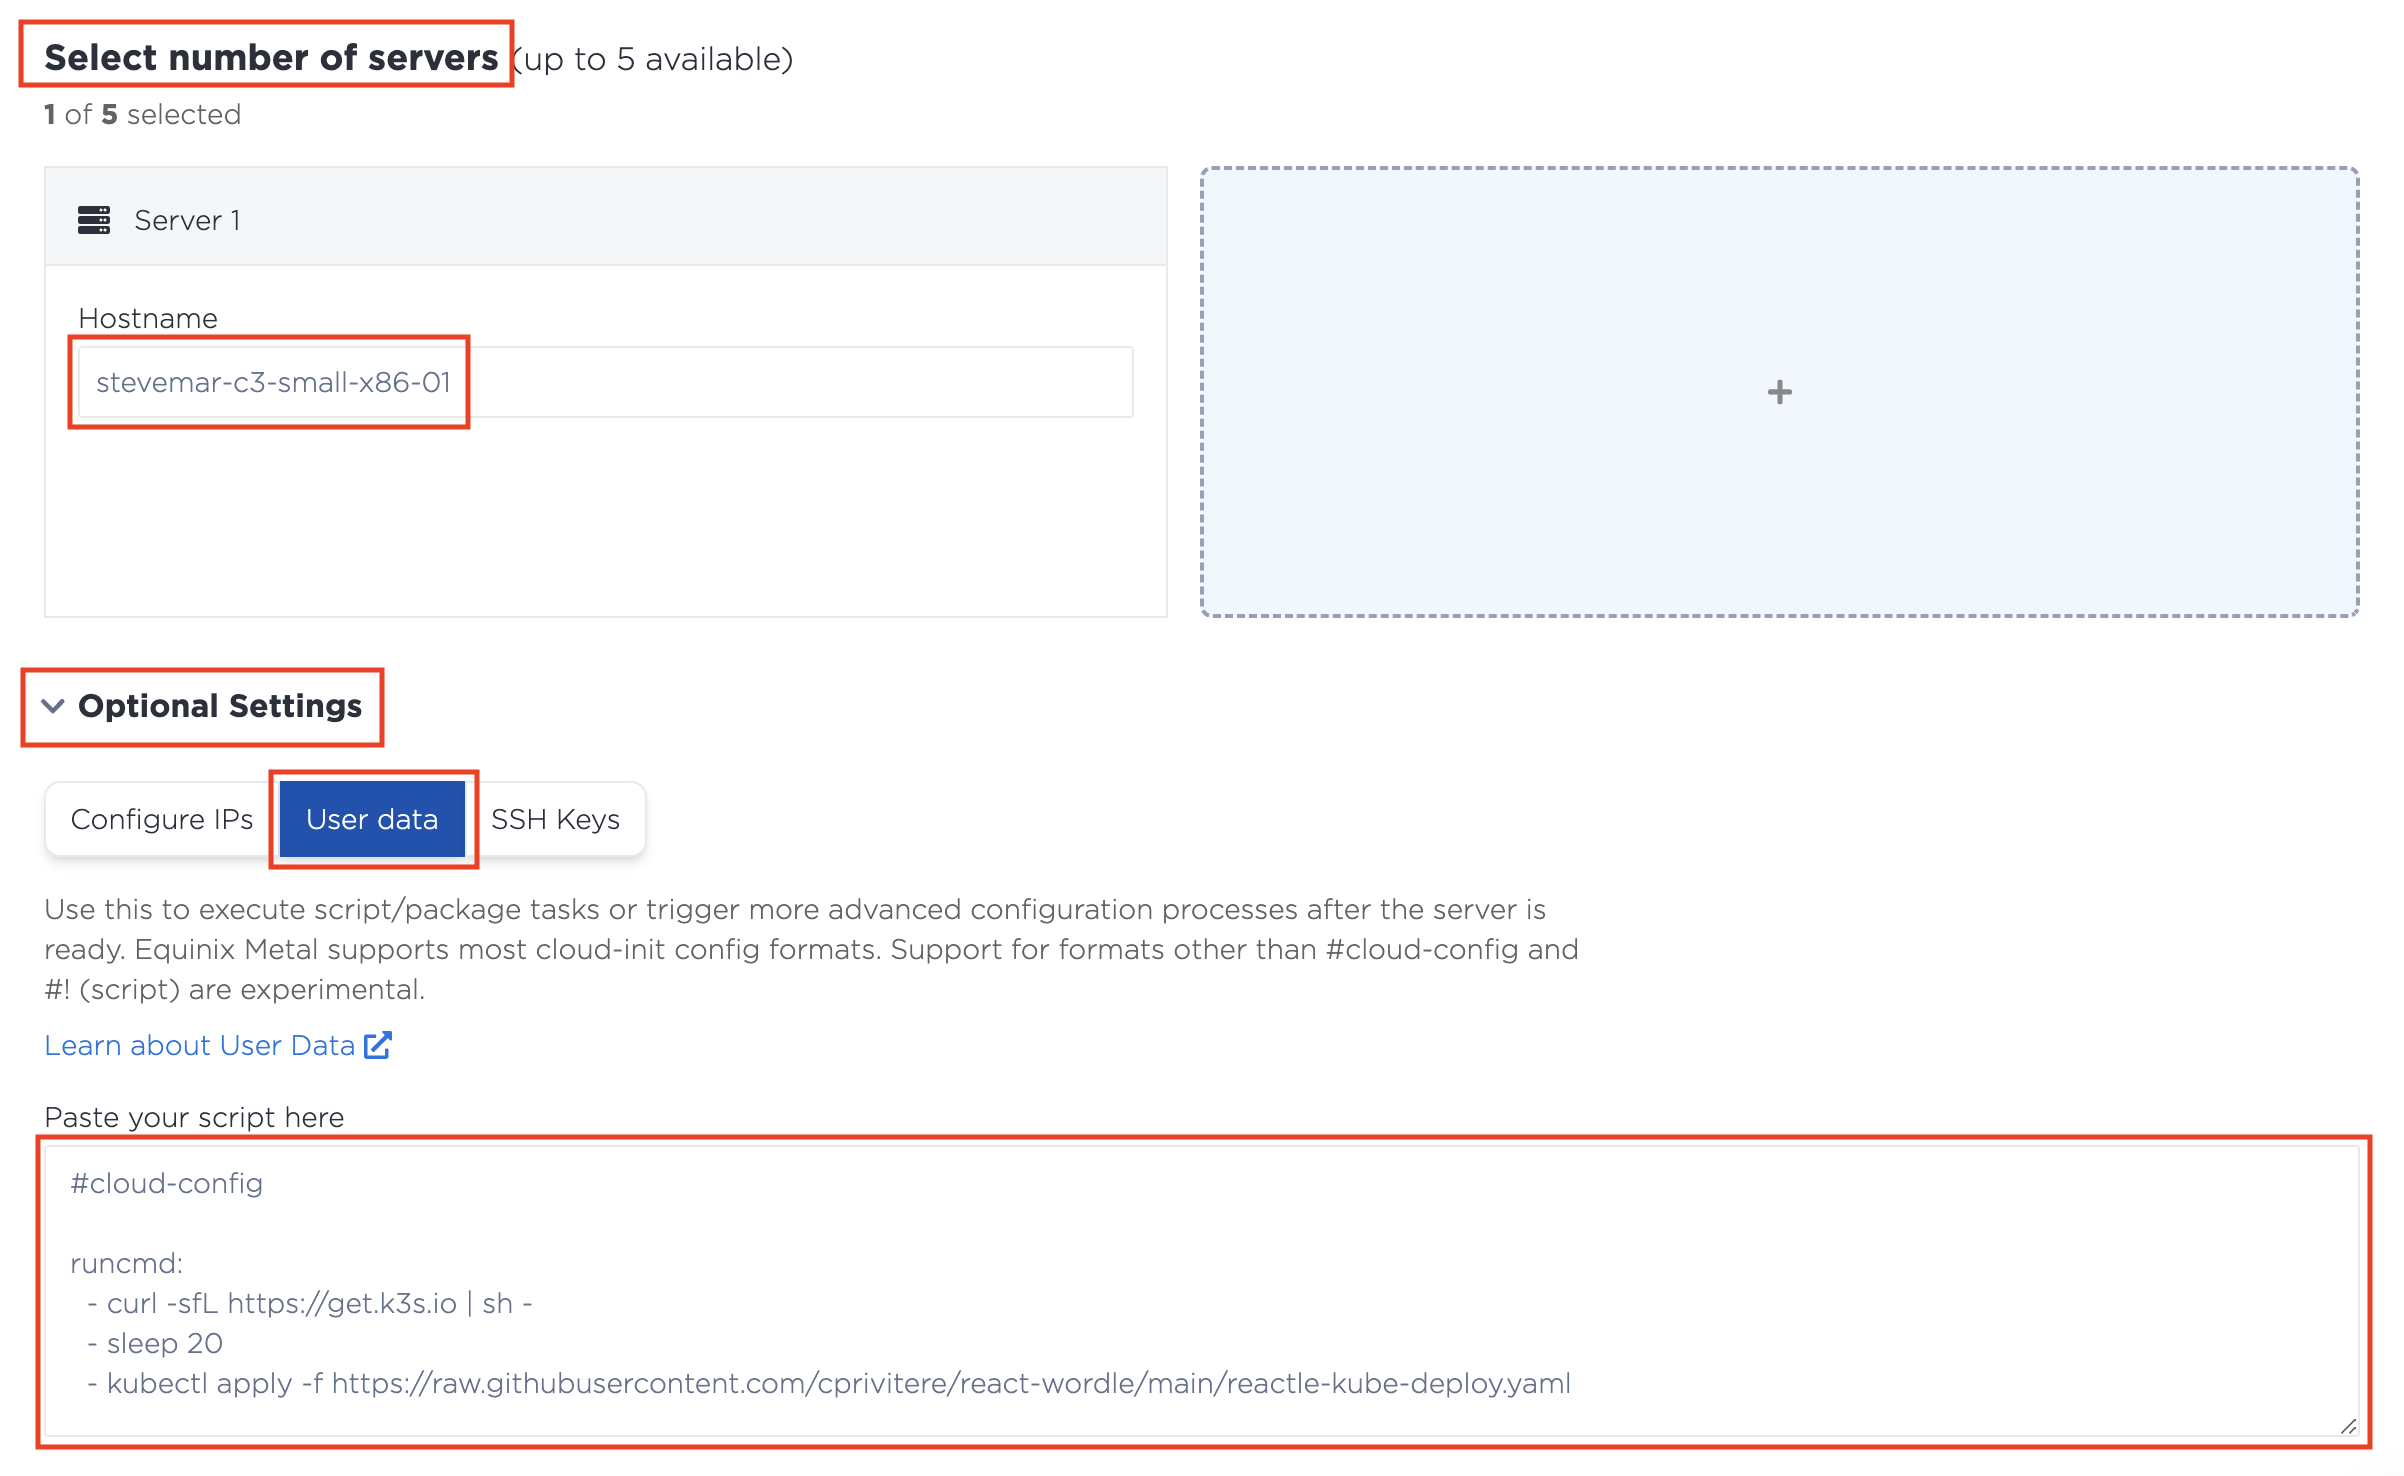 Select number of servers (up to 5 available)
1 of 5 selected
Server 1
Hostname
stevemar-c3-small-x86-01
+
Optional Settings
Configure IPs User data SSH Keys
Use this to execute script/package tasks or trigger more advanced configuration processes after the server is
ready. Equinix Metal supports most cloud-init config formats. Support for formats other than #cloud-config and
#! (script) are experimental.
Learn about User Data
Paste your script here
#cloud-config
runcmd:
- curl -sfL https://get.k3s.io | sh -
- sleep 20
- kubectl apply -f https://raw.githubusercontent.com/cprivitere/react-wordle/main/reactle-kube-deploy.yaml